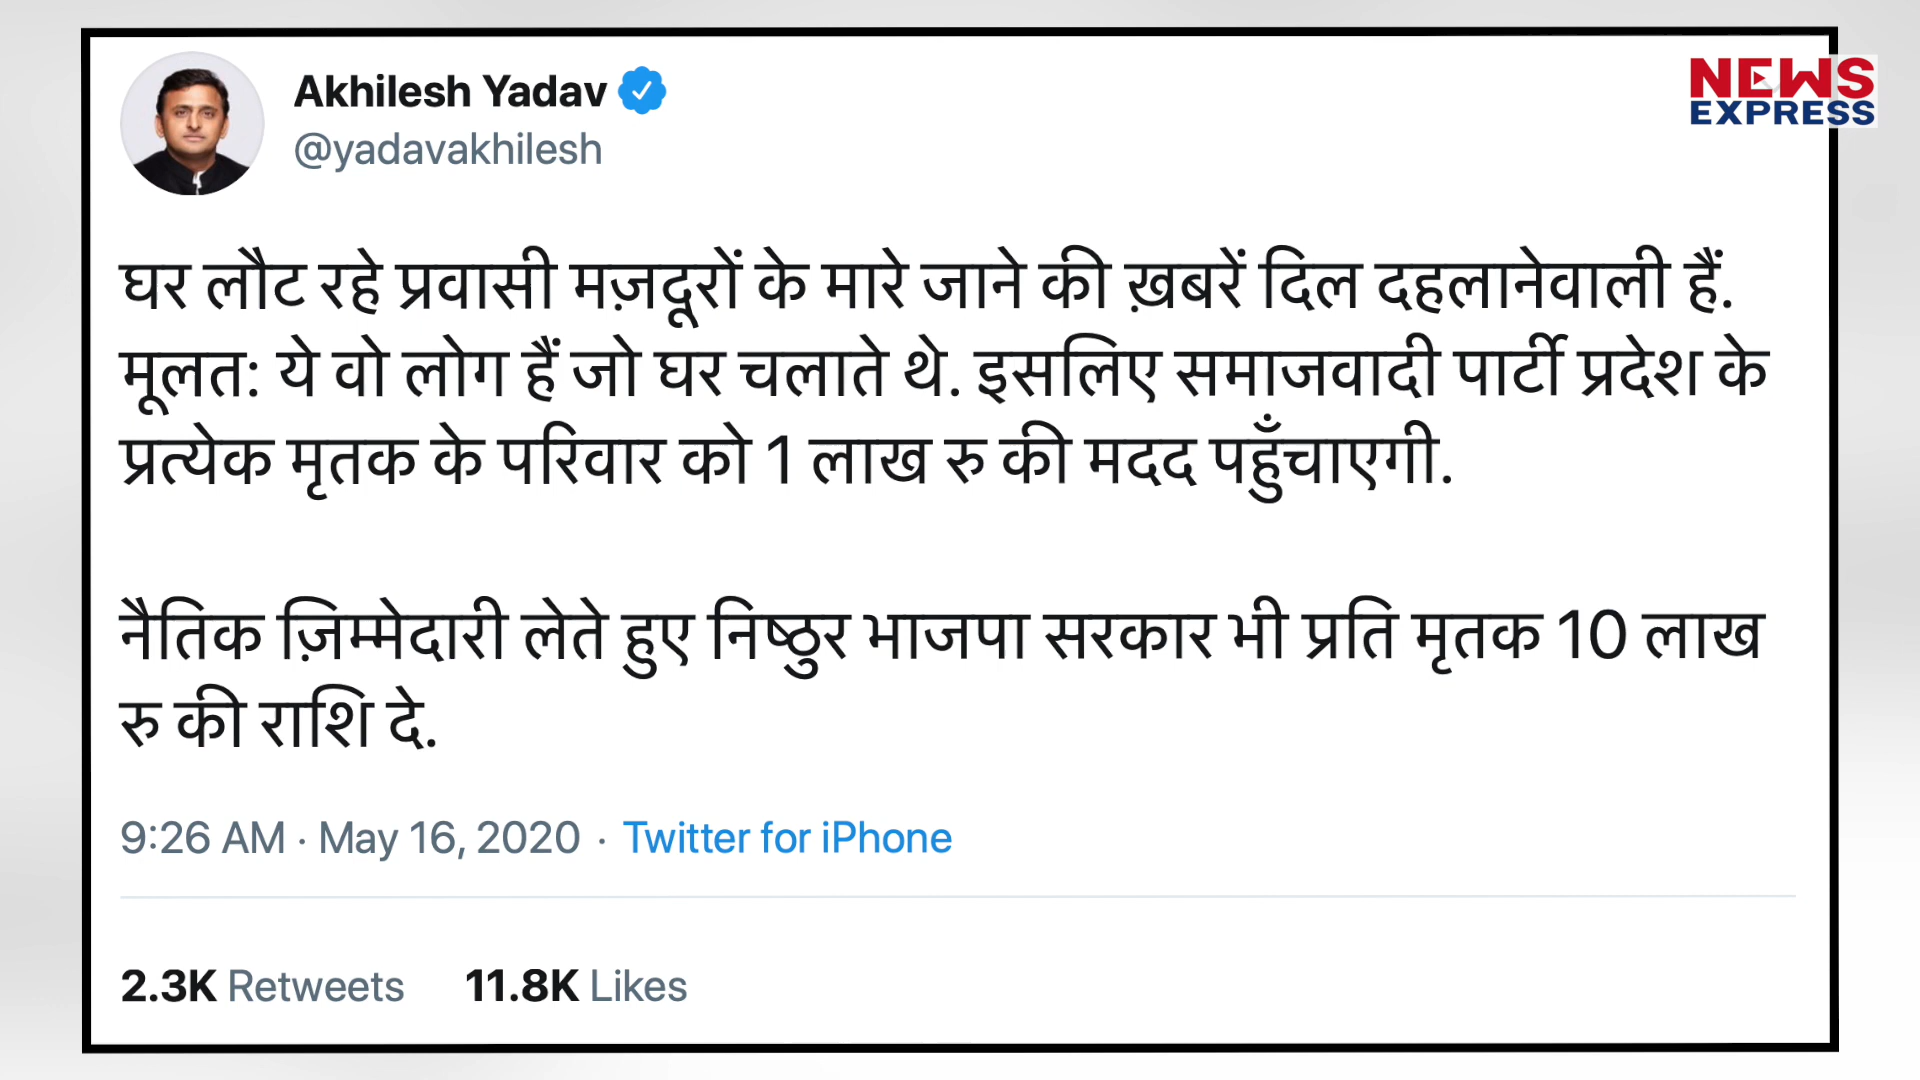 Akhilesh Yadav
@yadavakhilesh
NEWS
EXPRESS
घर लौट रहे प्रवासी मज़दूरों के मारे जाने की ख़बरें दिल दहलानेवाली हैं.
मूलत: ये वो लोग हैं जो घर चलाते थे. इसलिए समाजवादी पार्टी प्रदेश के
प्रत्येक मृतक के परिवार को 1 लाख रु की मदद पहुँचाएगी.
नैतिक ज़िम्मेदारी लेते हुए निष्ठुर भाजपा सरकार भी प्रति मृतक 10 लाख
रु की राशि दे.
9:26 AM · May 16, 2020 · Twitter for iPhone
2.3K Retweets 11.8K Likes